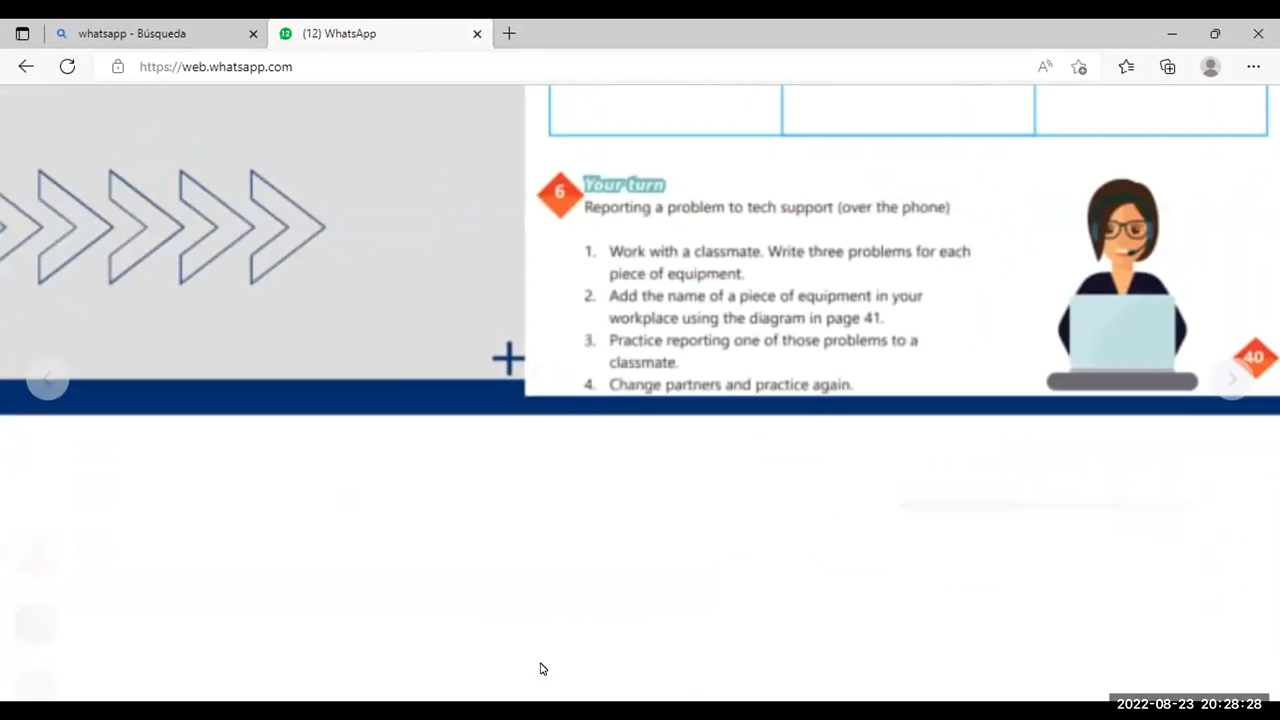 whatsapp - Búsqueda
12
(12) WhatsApp
https://web.whatsapp.com
6
Your turn
Reporting a problem to tech support (over the phone)
1. Work with a classmate. Write three problems for each
piece of equipment.
2. Add the name of a piece of equipment in your
workplace using the diagram in page 41.
3. Practice reporting one of those problems to a
classmate.
4. Change partners and practice again.
40
2022-08-23 20:28:28